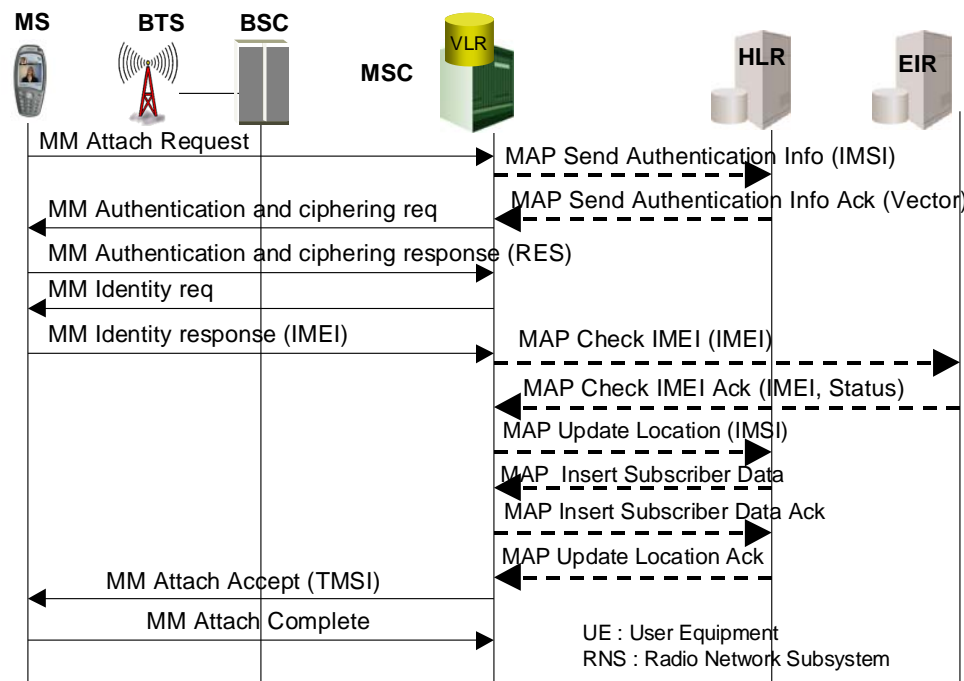 MS
BTS
BSC
VLR
MSC
HLR
EIR
MM Attach Request
MAP Send Authentication Info (IMSI)
MAP Send Authentication Info Ack (Vector)
MM Authentication and ciphering req
MM Authentication and ciphering response (RES)
MM Identity req
MM Identity response (IMEI)
MAP Check IMEI (IMEI)
MAP Check IMEI Ack (IMEI, Status)
MAP Update Location (IMSI)
MAP Insert Subscriber Data
MAP Insert Subscriber Data Ack
MAP Update Location Ack
MM Attach Accept (TMSI)
MM Attach Complete
UE : User Equipment
RNS : Radio Network Subsystem